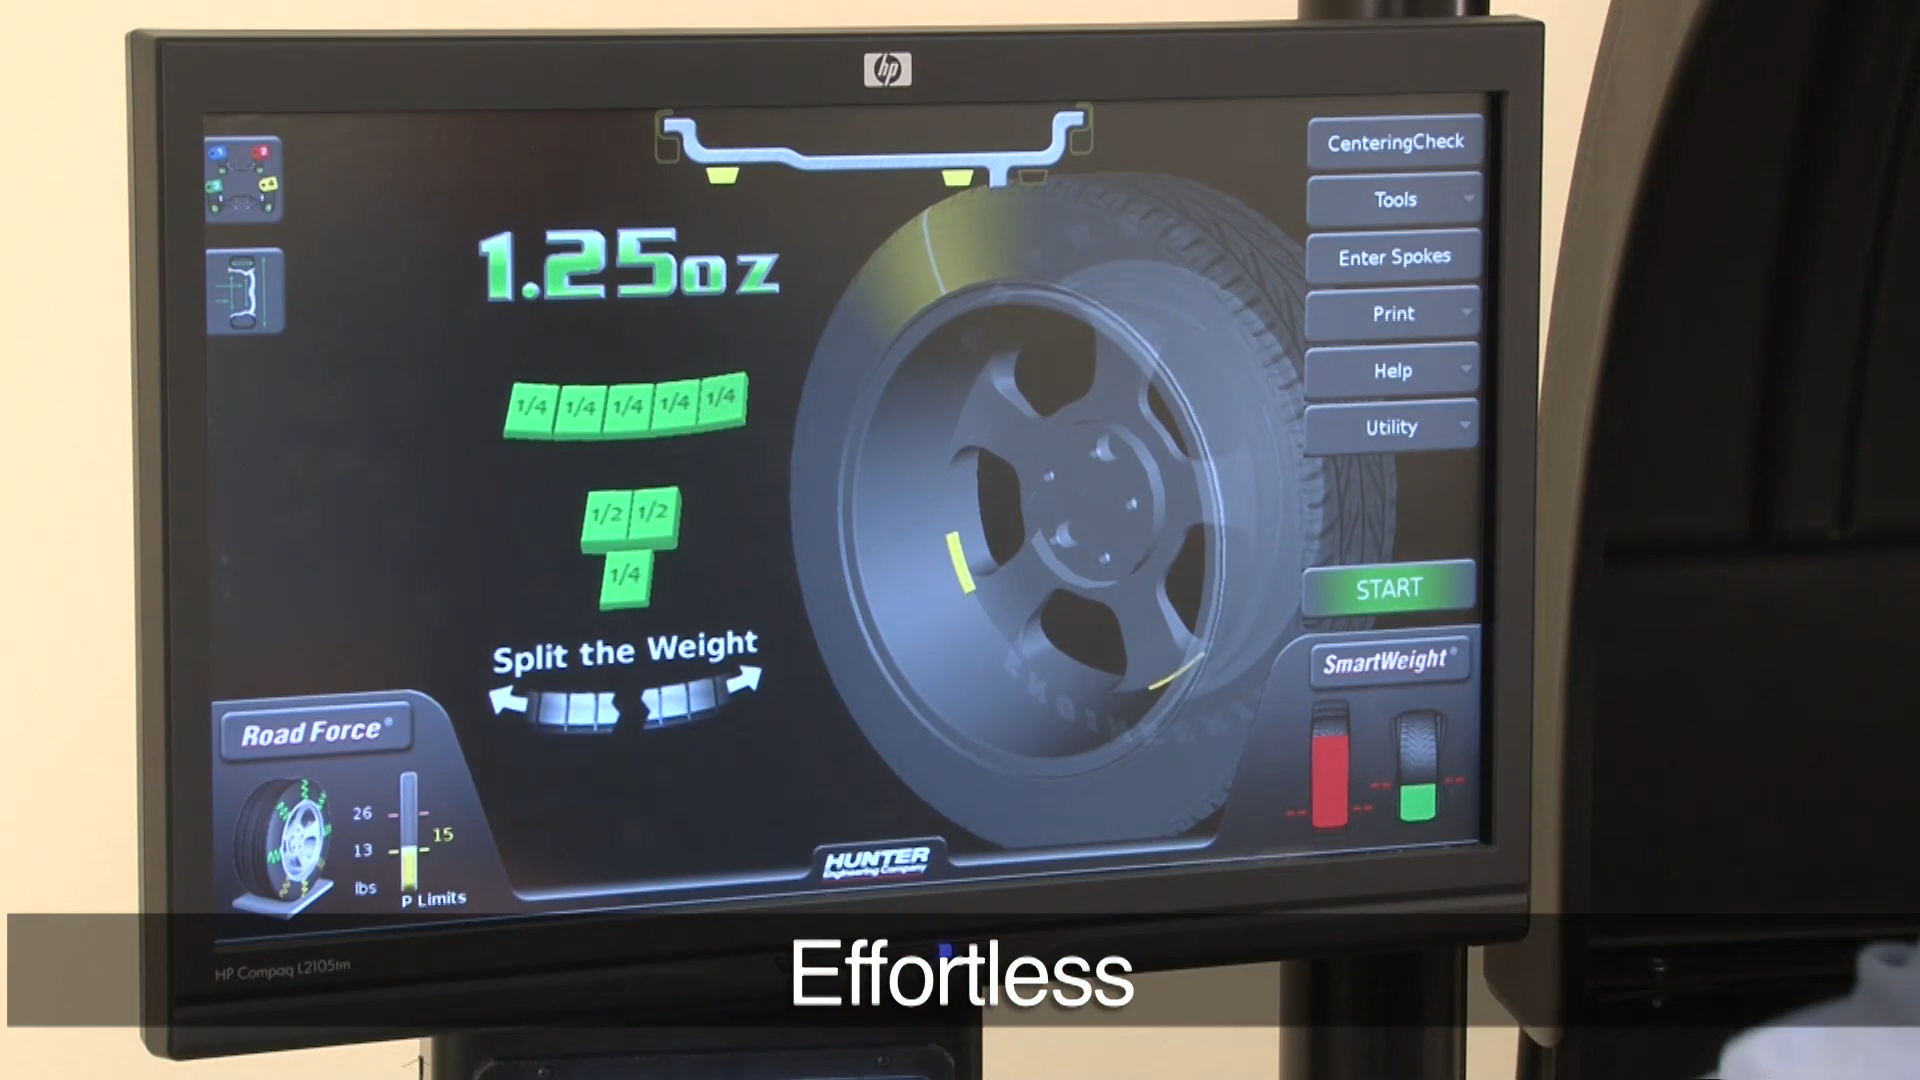 hp
CenteringCheck
Tools
Enter Spokes
Print
Help
Utility
1.25oz
1/4 1/4 1/4 1/4 1/4
1/2 1/2
1/4
Split the Weight
START
SmartWeight®
Road Force®
26
15
13
lbs
P Limits
HUNTER
Engineering Company
HP Compaq L2105tm
Effortless